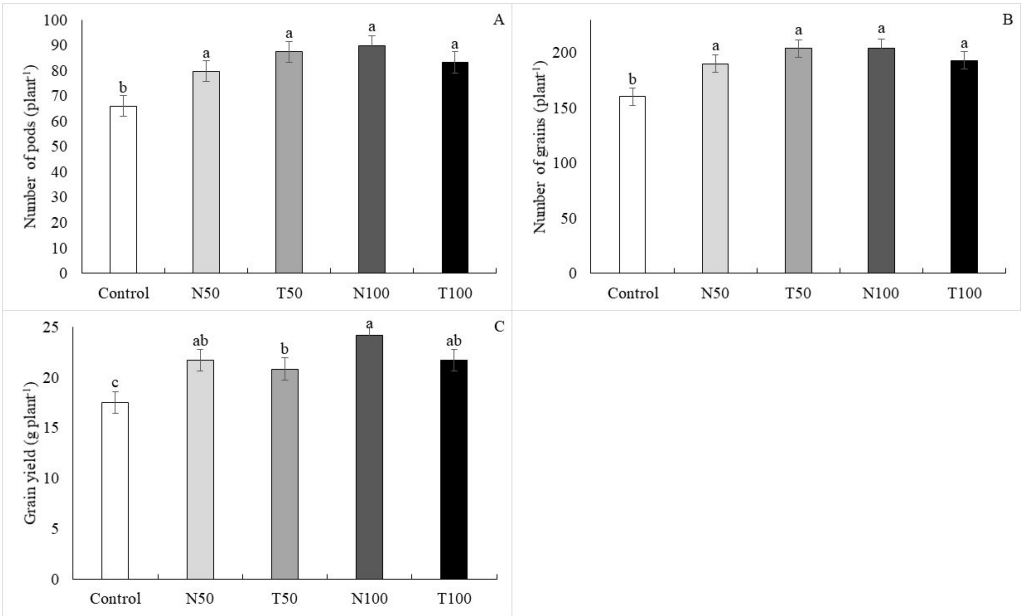 A
Number of pods (plant⁻¹)
100
90
80
70
60
50
40
30
20
10
0
b
a
a
a
a
Control N50 T50 N100 T100
B
Number of grains (plant⁻¹)
200
150
100
50
0
b
a
a
a
a
Control N50 T50 N100 T100
C
Grain yield (g plant⁻¹)
25
20
15
10
5
0
c
ab
b
a
ab
Control N50 T50 N100 T100